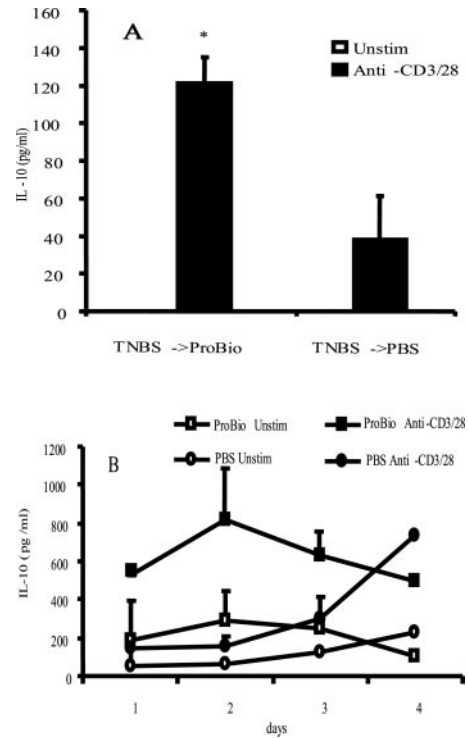 160
140
120
100
80
60
40
20
0
IL -10 (pg/ml)
A
*
Unstim
Anti -CD3/28
TNBS ->ProBio
TNBS ->PBS
ProBio Unstim
ProBio Anti-CD3/28
PBS Unstim
PBS Anti -CD3/28
B
1200
1000
800
600
400
200
0
IL-10 (pg /ml)
1 2 3 4
days